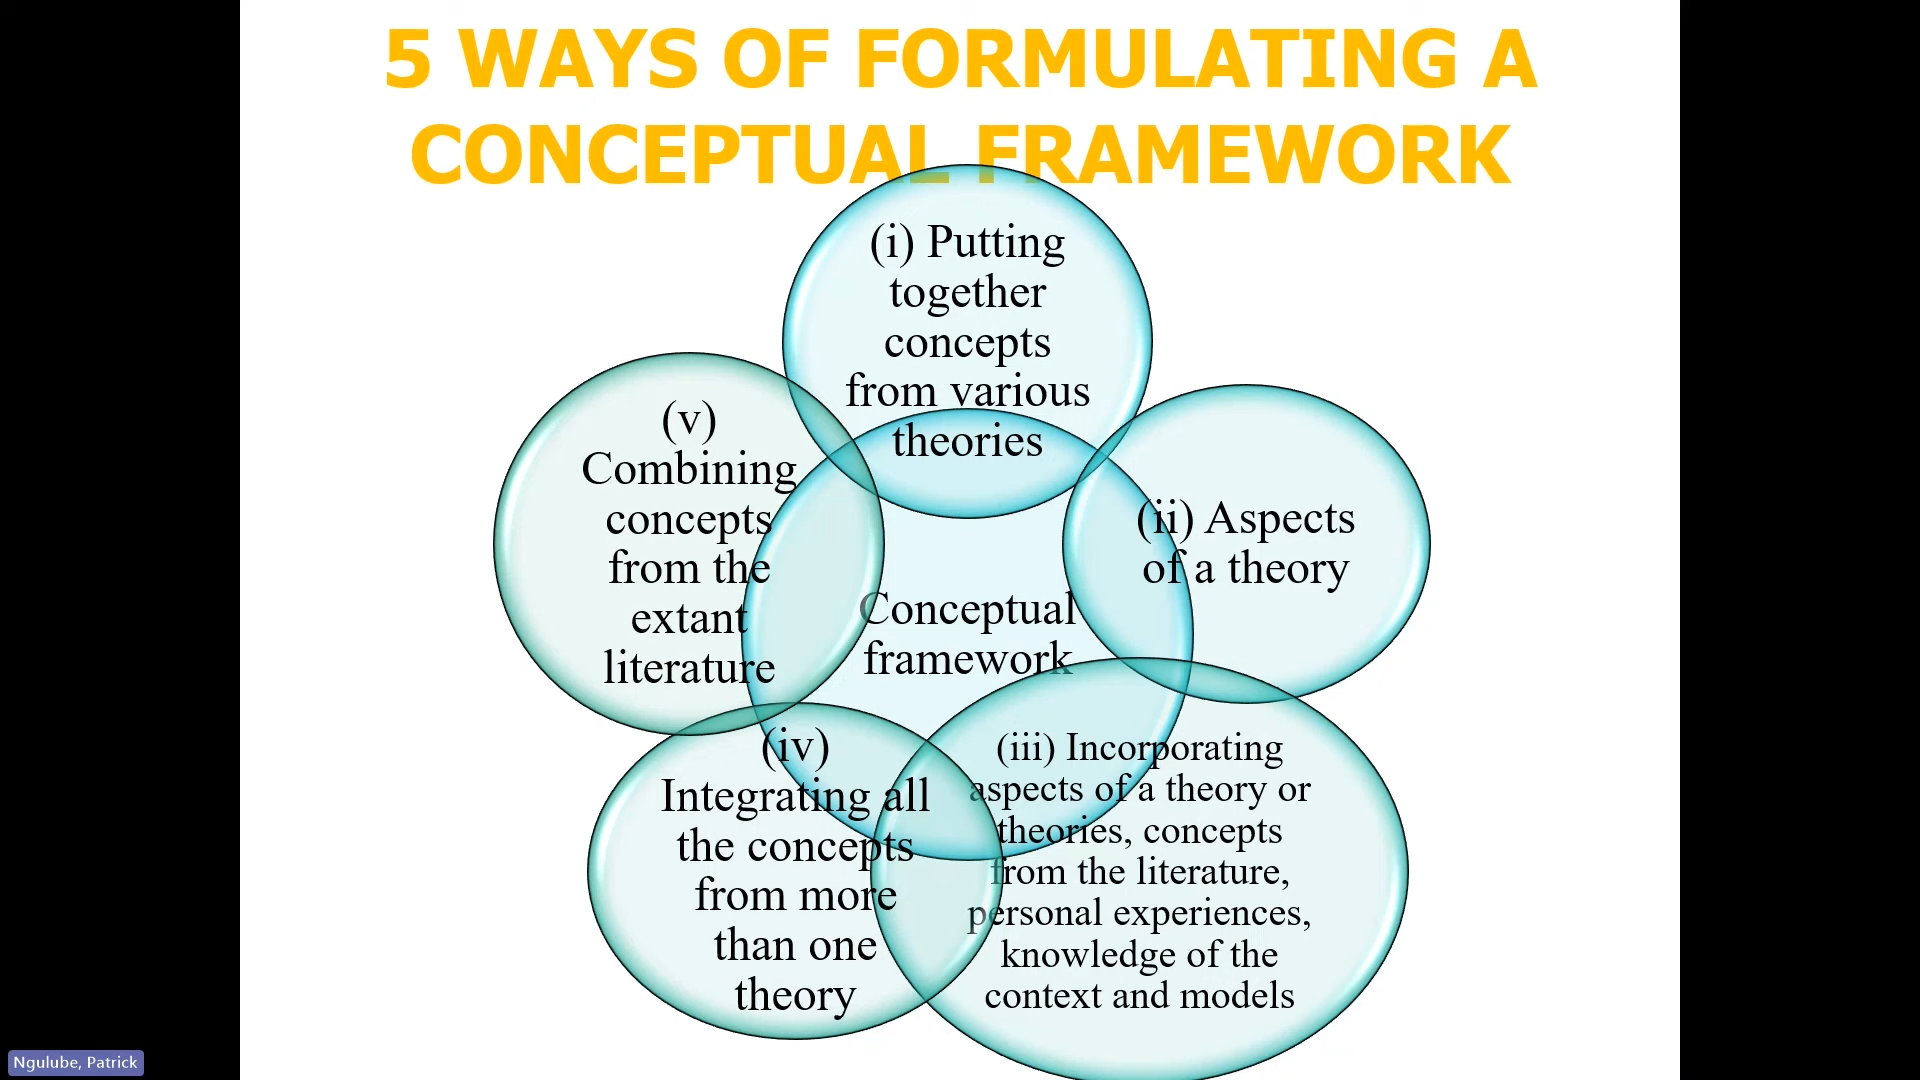 5 WAYS OF FORMULATING A
CONCEPTUAL FRAMEWORK
(i) Putting
together
concepts
from various
theories
(ii) Aspects
of a theory
(iii) Incorporating
aspects of a theory or
theories, concepts
from the literature,
personal experiences,
knowledge of the
context and models
(iv)
Integrating all
the concepts
from more
than one
theory
(v)
Combining
concepts
from the
extant
literature
Conceptual
framework
Ngulube, Patrick